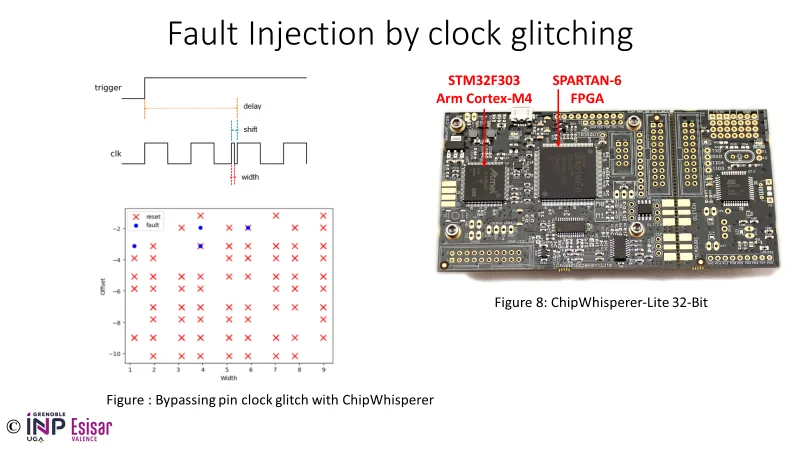 Fault Injection by clock glitching
trigger
delay
shift
clk
width
reset
fault
−2
−4
−6
−8
−10
Offset
1 2 3 4 5 6 7 8 9
Width
Figure : Bypassing pin clock glitch with ChipWhisperer
STM32F303
Arm Cortex-M4
SPARTAN-6
FPGA
Atmel
GLITCH
Figure 8: ChipWhisperer-Lite 32-Bit
©
GRENOBLE
INP
UGA
Esisar
VALENCE